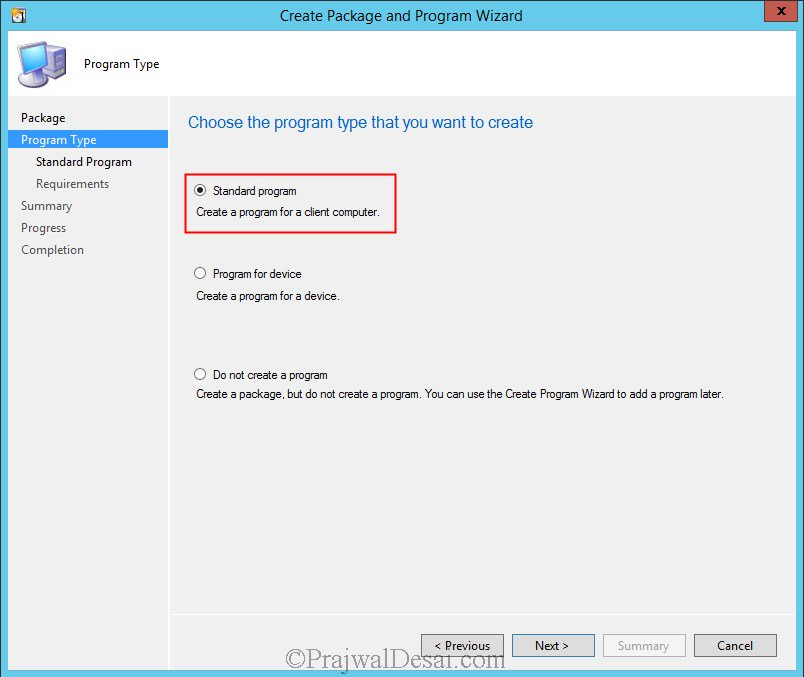 Create Package and Program Wizard
x
Program Type
Package
Program Type
Standard Program
Requirements
Summary
Progress
Completion
Choose the program type that you want to create
Standard program
Create a program for a client computer.
Program for device
Create a program for a device.
Do not create a program
Create a package, but do not create a program. You can use the Create Program Wizard to add a program later.
< Previous Next > Summary Cancel
©PrajwalDesai.com